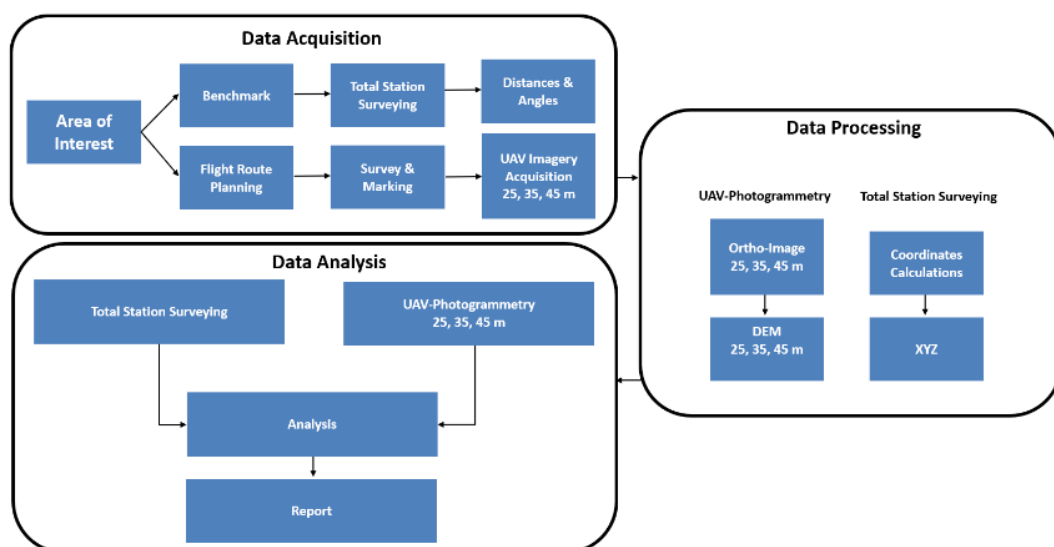 Data Acquisition
Area of
Interest
Benchmark
Total Station
Surveying
Distances &
Angles
Flight Route
Planning
Survey &
Marking
UAV Imagery
Acquisition
25, 35, 45 m
Data Processing
UAV-Photogrammetry
Total Station Surveying
Ortho-Image
25, 35, 45 m
Coordinates
Calculations
DEM
25, 35, 45 m
XYZ
Data Analysis
Total Station Surveying
UAV-Photogrammetry
25, 35, 45 m
Analysis
Report